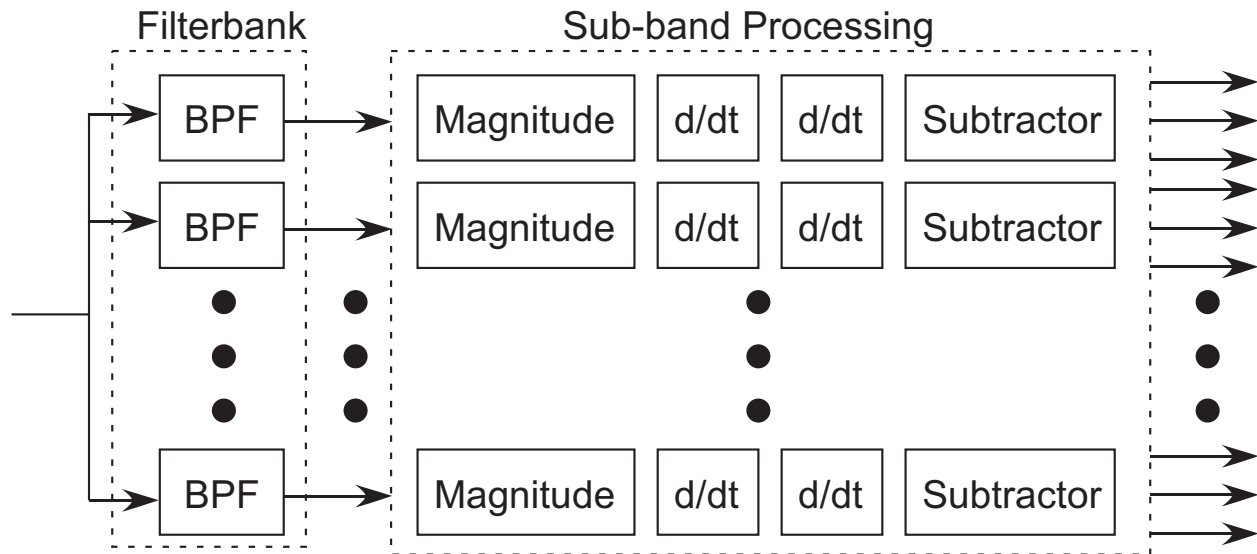 Filterbank Sub-band Processing
BPF Magnitude d/dt d/dt Subtractor
BPF Magnitude d/dt d/dt Subtractor
BPF Magnitude d/dt d/dt Subtractor